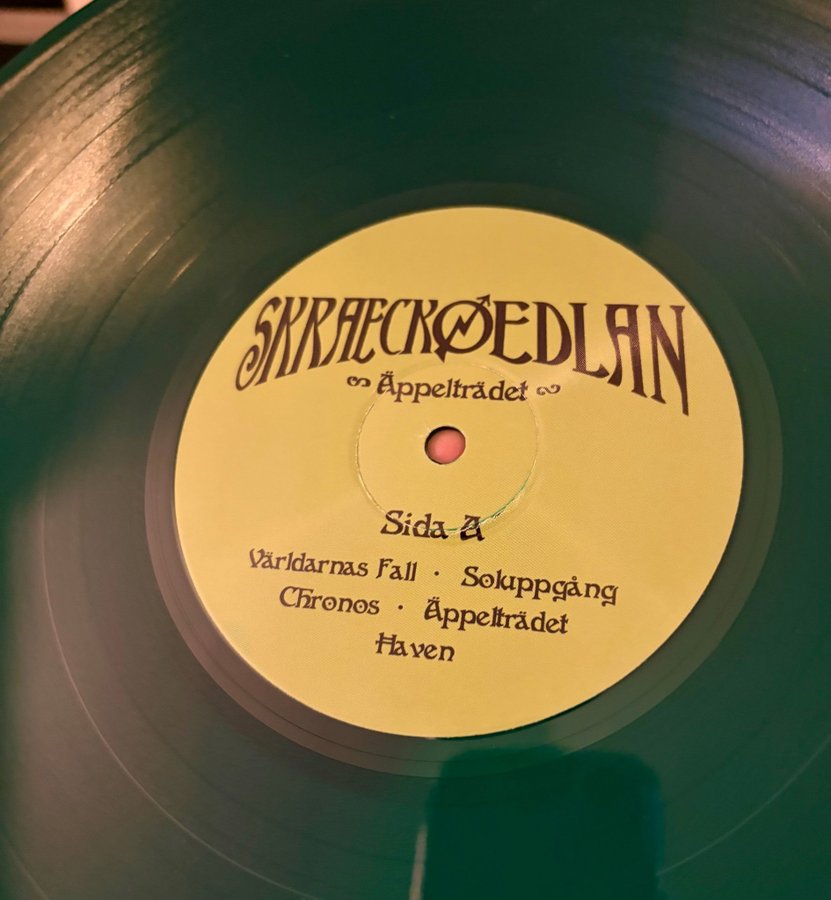 SKRAECKØEDLAN
Äppelträdet
Sida A
Världarnas Fall · Soluppgång
Chronos · Äppelträdet
Haven